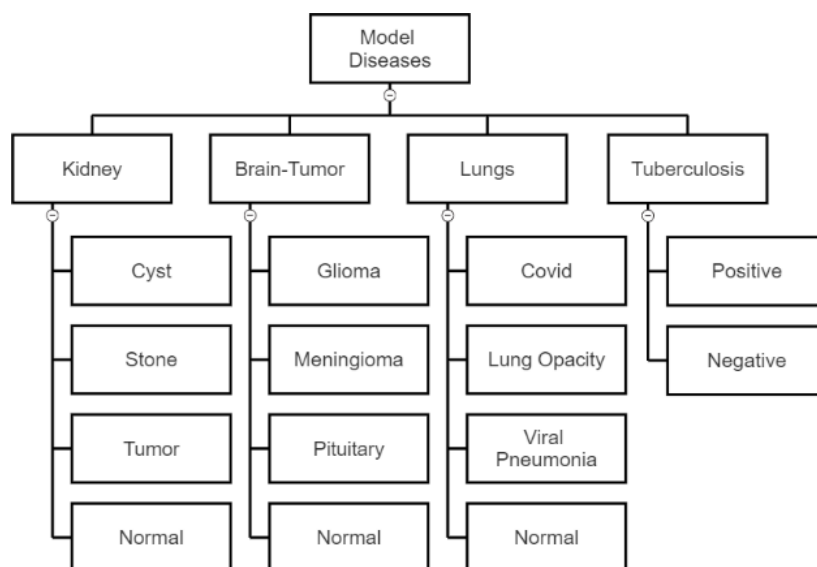 Model
Diseases
Kidney
Brain-Tumor
Lungs
Tuberculosis
Cyst
Glioma
Covid
Positive
Stone
Meningioma
Lung Opacity
Negative
Tumor
Pituitary
Viral
Pneumonia
Normal
Normal
Normal